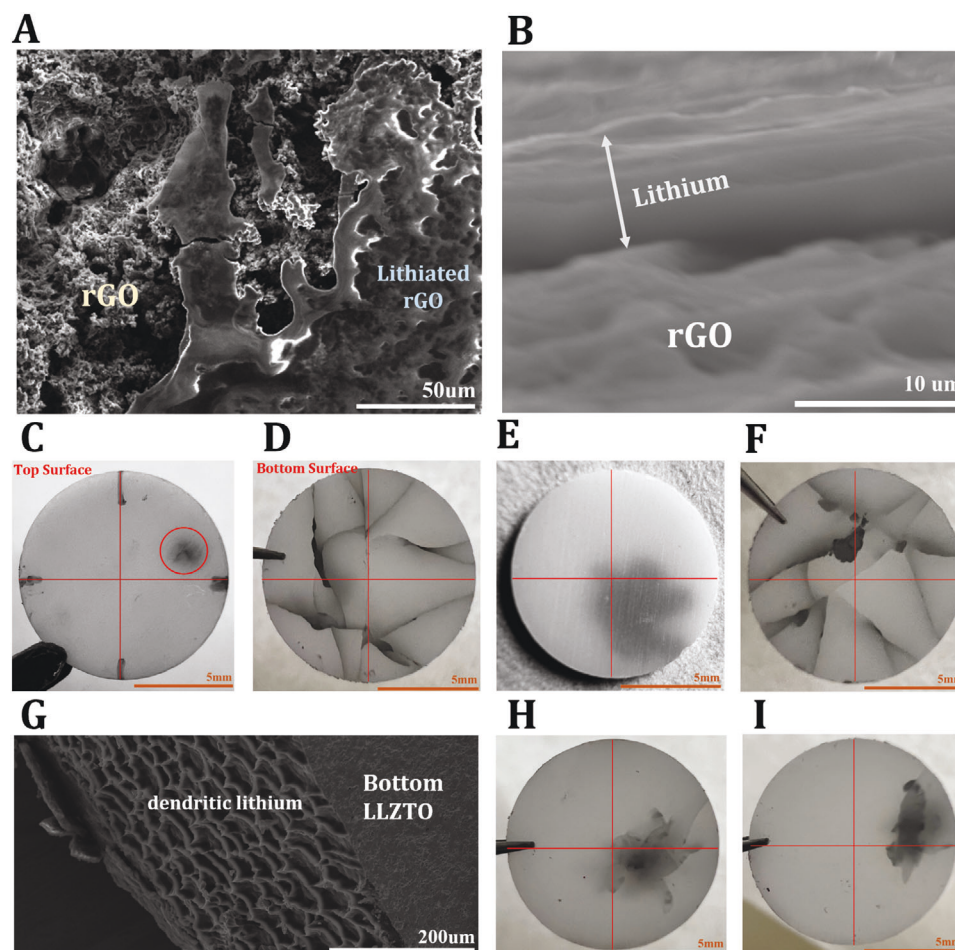 A
B
rGO
Lithiated
rGO
50um
Lithium
rGO
10 um
C
D
E
F
Top Surface
Bottom Surface
5mm
5mm
5mm
5mm
G
H
I
dendritic lithium
Bottom
LLZTO
200um
5mm
5mm